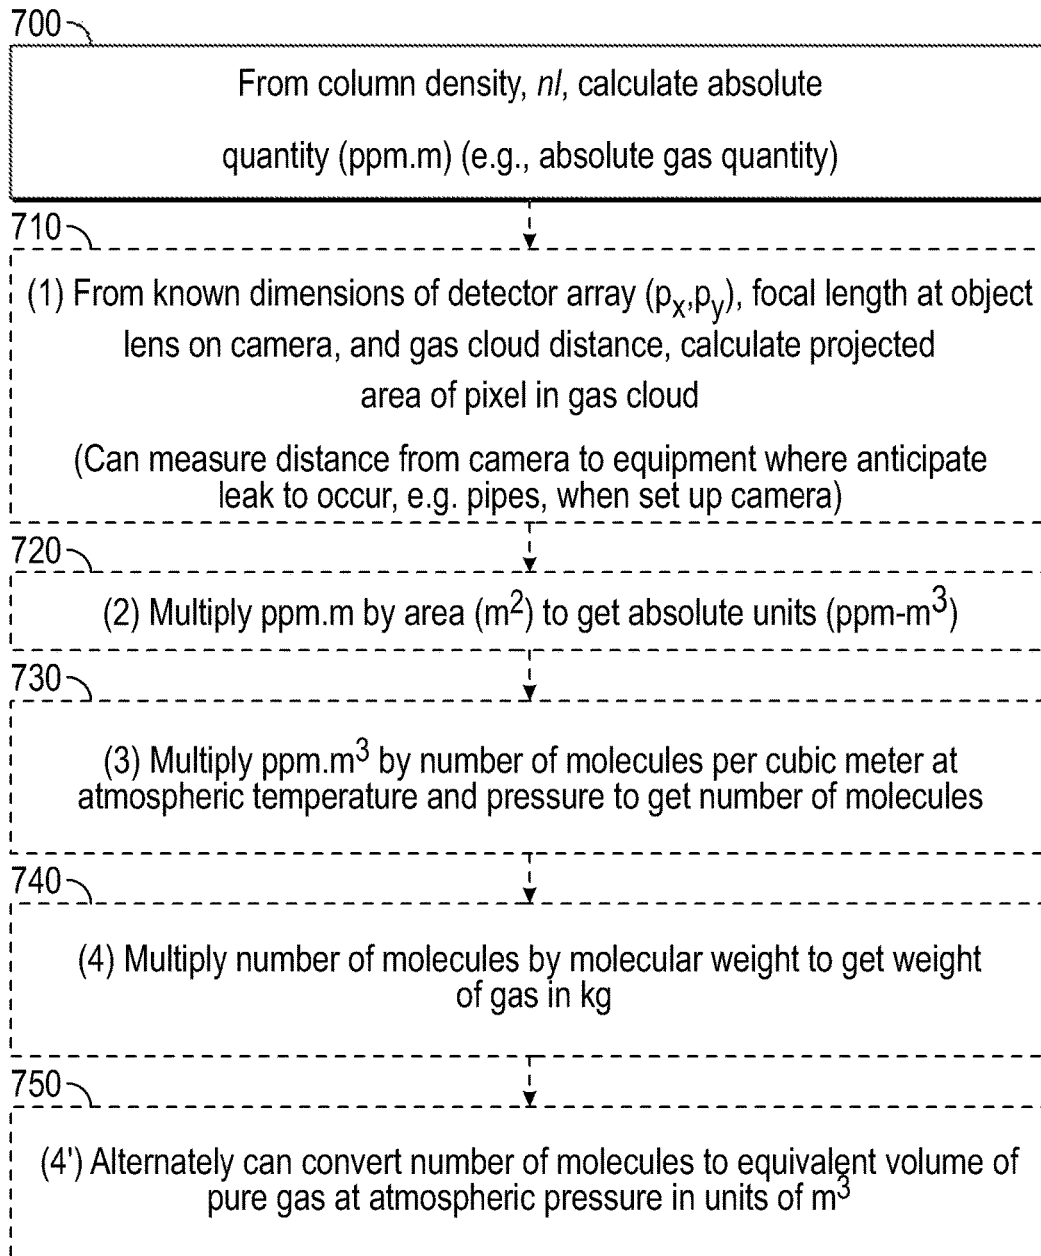 700
From column density, nl, calculate absolute
quantity (ppm.m) (e.g., absolute gas quantity)
710
(1) From known dimensions of detector array (px,py), focal length at object
lens on camera, and gas cloud distance, calculate projected
area of pixel in gas cloud
(Can measure distance from camera to equipment where anticipate
leak to occur, e.g. pipes, when set up camera)
720
(2) Multiply ppm.m by area (m²) to get absolute units (ppm-m³)
730
(3) Multiply ppm.m³ by number of molecules per cubic meter at
atmospheric temperature and pressure to get number of molecules
740
(4) Multiply number of molecules by molecular weight to get weight
of gas in kg
750
(4') Alternately can convert number of molecules to equivalent volume of
pure gas at atmospheric pressure in units of m³